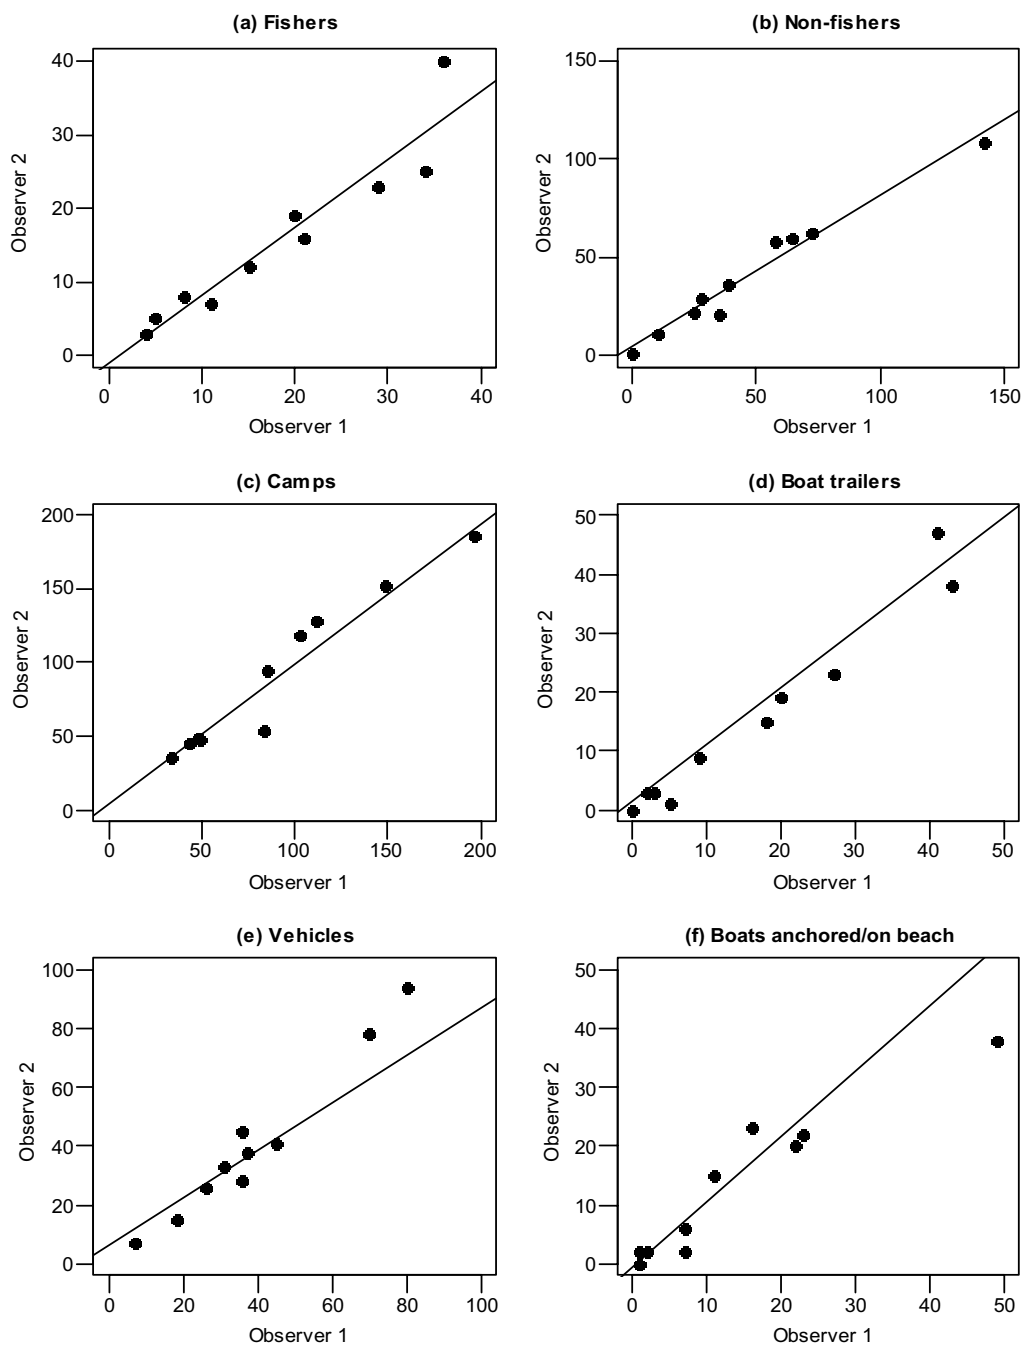 (a) Fishers
40
30
20
10
0
Observer 2
0 10 20 30 40
Observer 1
(b) Non-fishers
150
100
50
0
Observer 2
0 50 100 150
Observer 1
(c) Camps
200
150
100
50
0
Observer 2
0 50 100 150 200
Observer 1
(d) Boat trailers
50
40
30
20
10
0
Observer 2
0 10 20 30 40 50
Observer 1
(e) Vehicles
100
80
60
40
20
0
Observer 2
0 20 40 60 80 100
Observer 1
(f) Boats anchored/on beach
50
40
30
20
10
0
Observer 2
0 10 20 30 40 50
Observer 1